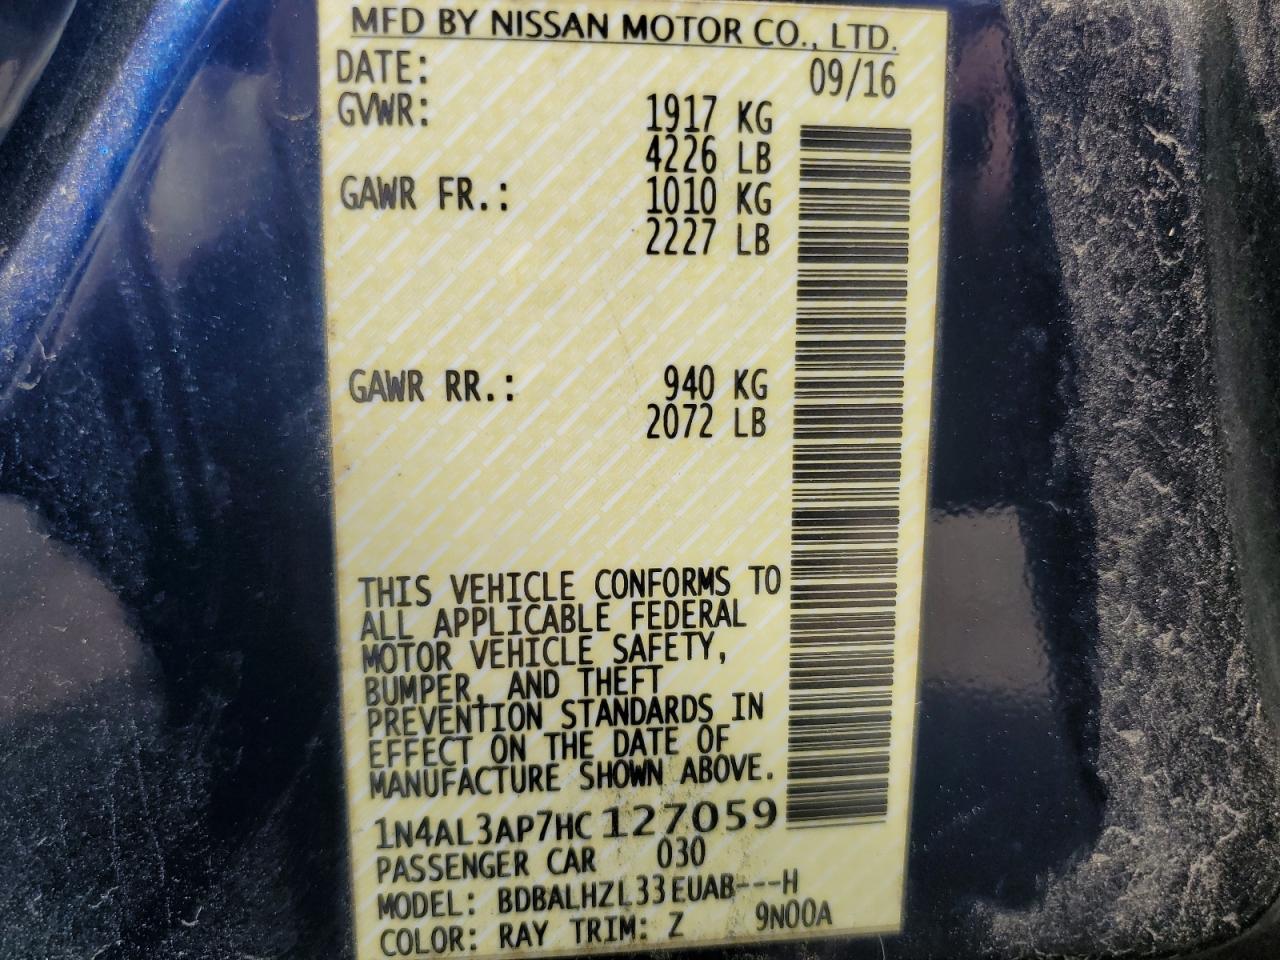 MFD BY NISSAN MOTOR CO., LTD.
DATE: 09/16
GVWR: 1917 KG
4226 LB
GAWR FR.: 1010 KG
2227 LB
GAWR RR.: 940 KG
2072 LB
THIS VEHICLE CONFORMS TO
ALL APPLICABLE FEDERAL
MOTOR VEHICLE SAFETY,
BUMPER, AND THEFT
PREVENTION STANDARDS IN
EFFECT ON THE DATE OF
MANUFACTURE SHOWN ABOVE.
1N4AL3AP7HC127059
PASSENGER CAR 030
MODEL: BDBALHZL33EUAB---H
COLOR: RAY TRIM: Z 9N00A